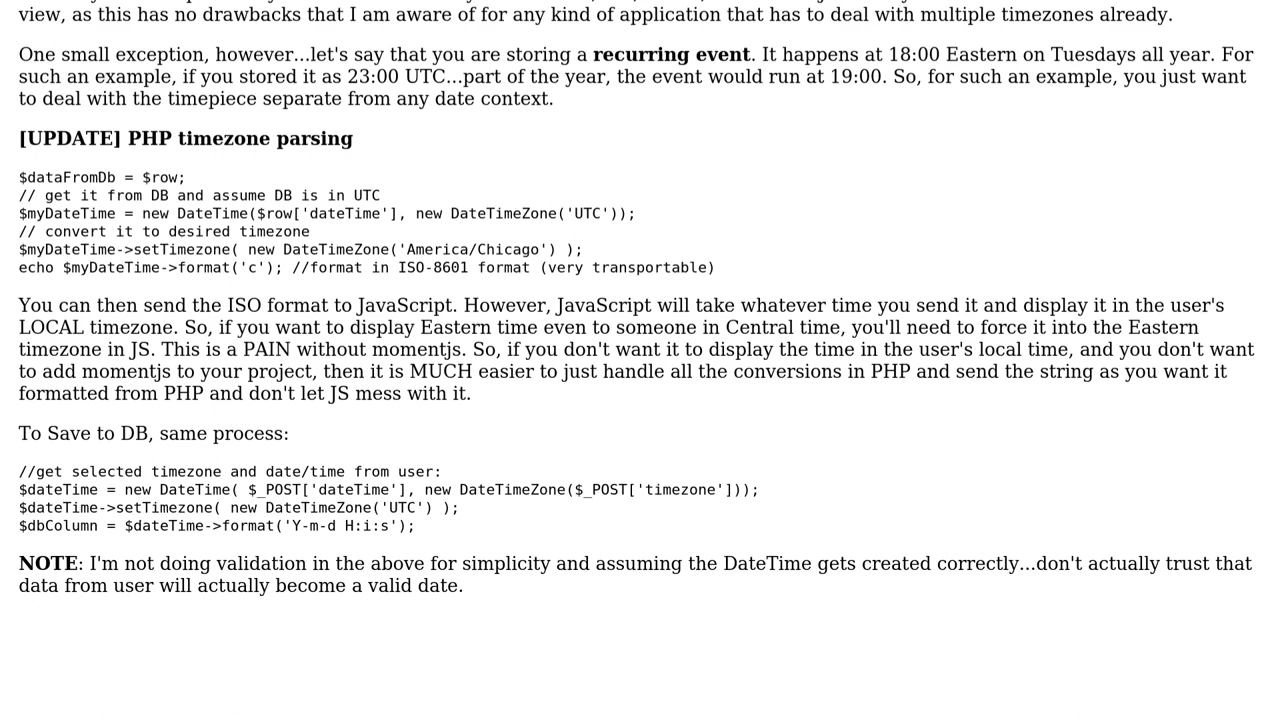 view, as this has no drawbacks that I am aware of for any kind of application that has to deal with multiple timezones already.
One small exception, however...let's say that you are storing a recurring event. It happens at 18:00 Eastern on Tuesdays all year. For
such an example, if you stored it as 23:00 UTC...part of the year, the event would run at 19:00. So, for such an example, you just want
to deal with the timepiece separate from any date context.
[UPDATE] PHP timezone parsing
$dataFromDb = $row;
// get it from DB and assume DB is in UTC
$myDateTime = new DateTime($row['dateTime'], new DateTimeZone('UTC'));
// convert it to desired timezone
$myDateTime->setTimezone( new DateTimeZone('America/Chicago') );
echo $myDateTime->format('c'); //format in ISO-8601 format (very transportable)
You can then send the ISO format to JavaScript. However, JavaScript will take whatever time you send it and display it in the user's
LOCAL timezone. So, if you want to display Eastern time even to someone in Central time, you'll need to force it into the Eastern
timezone in JS. This is a PAIN without momentjs. So, if you don't want it to display the time in the user's local time, and you don't want
to add momentjs to your project, then it is MUCH easier to just handle all the conversions in PHP and send the string as you want it
formatted from PHP and don't let JS mess with it.
To Save to DB, same process:
//get selected timezone and date/time from user:
$dateTime = new DateTime( $_POST['dateTime'], new DateTimeZone($_POST['timezone']));
$dateTime->setTimezone( new DateTimeZone('UTC') );
$dbColumn = $dateTime->format('Y-m-d H:i:s');
NOTE: I'm not doing validation in the above for simplicity and assuming the DateTime gets created correctly...don't actually trust that
data from user will actually become a valid date.